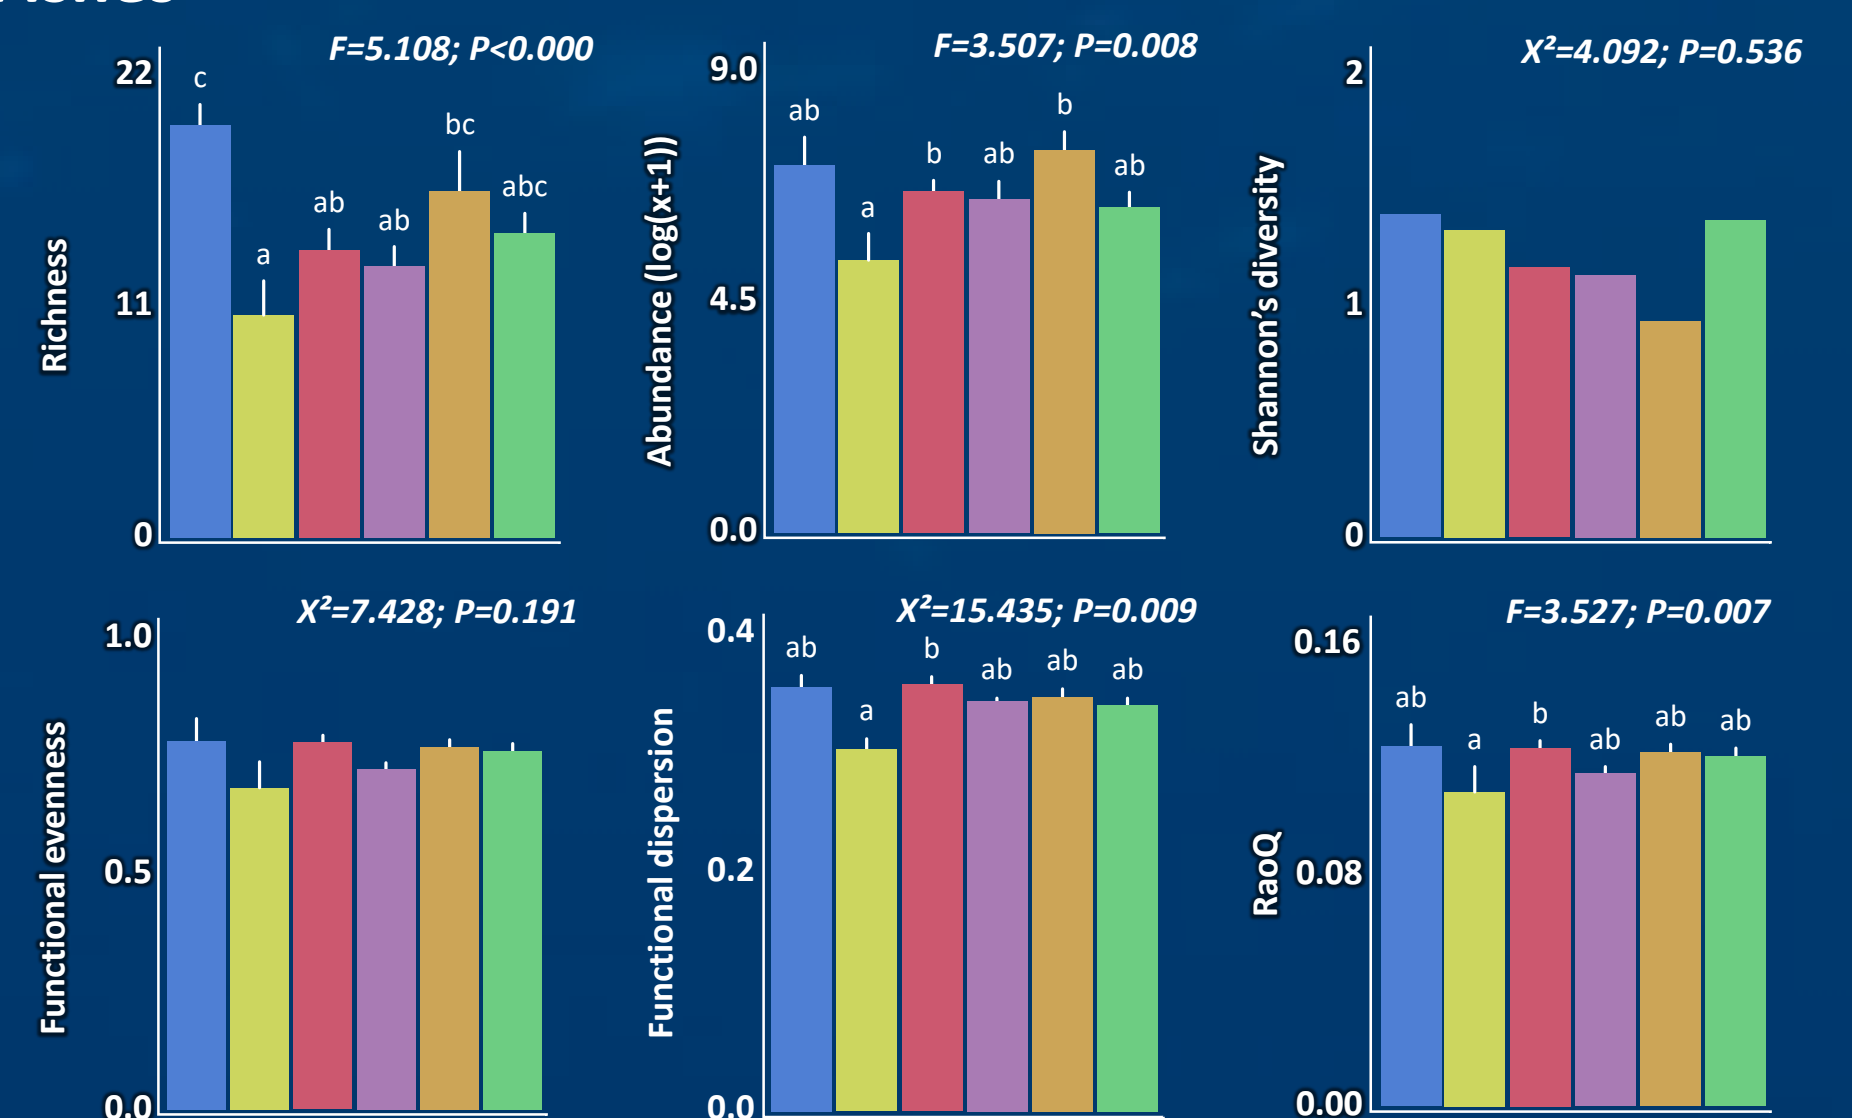 F=5.108; P<0.000
22
11
0
Richness
c
a
ab
ab
bc
abc
F=3.507; P=0.008
9.0
4.5
0.0
Abundance (log(x+1))
ab
a
b
ab
b
ab
X²=4.092; P=0.536
2
1
0
Shannon's diversity
X²=7.428; P=0.191
1.0
0.5
0.0
Functional evenness
X²=15.435; P=0.009
0.4
0.2
0.0
Functional dispersion
ab
a
b
ab
ab
ab
F=3.527; P=0.007
0.16
0.08
0.00
RaoQ
ab
a
b
ab
ab
ab